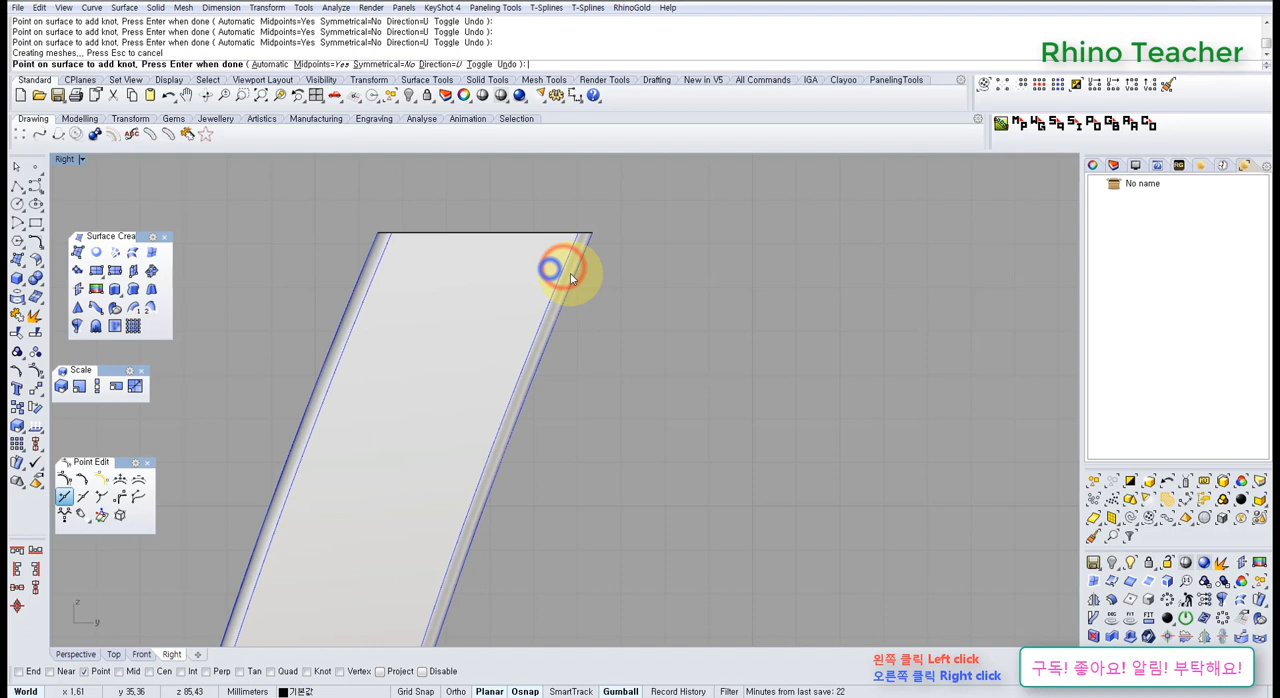 File Edit View Curve Surface Solid Mesh Dimension Transform Tools Analyze Render Panels KeyShot 4 Paneling Tools T-Splines T-Splines RhinoGold Help
Point on surface to add knot, Press Enter when done ( Automatic Midpoints=Yes Symmetrical=No Direction=U Toggle Undo ):
Point on surface to add knot, Press Enter when done ( Automatic Midpoints=Yes Symmetrical=No Direction=U Toggle Undo ):
Point on surface to add knot, Press Enter when done ( Automatic Midpoints=Yes Symmetrical=No Direction=U Toggle Undo ):
Creating meshes... Press Esc to cancel
Point on surface to add knot, Press Enter when done ( Automatic Midpoints=Yes Symmetrical=No Direction=U Toggle Undo ):
Rhino Teacher
Standard CPlanes Set View Display Select Viewport Layout Visibility Transform Curve Tools Surface Tools Solid Tools Mesh Tools Render Tools Drafting New in V5 All Commands IGA Clayoo PanelingTools
Drawing Modelling Transform Gems Jewellery Artistics Manufacturing Engraving Analyse Animation Selection
Right
No name
Surface Crea
Scale
Point Edit
z
y
Perspective Top Front Right
End Near Point Mid Cen Int Perp Tan Quad Knot Vertex Project Disable
왼쪽 클릭 Left click
오른쪽 클릭 Right click
구독! 좋아요! 알림! 부탁해요!
World x 1,61 y 35,36 z 85,43 Millimeters 기본값 Grid Snap Ortho Planar Osnap SmartTrack Gumball Record History Filter Minutes from last save: 22